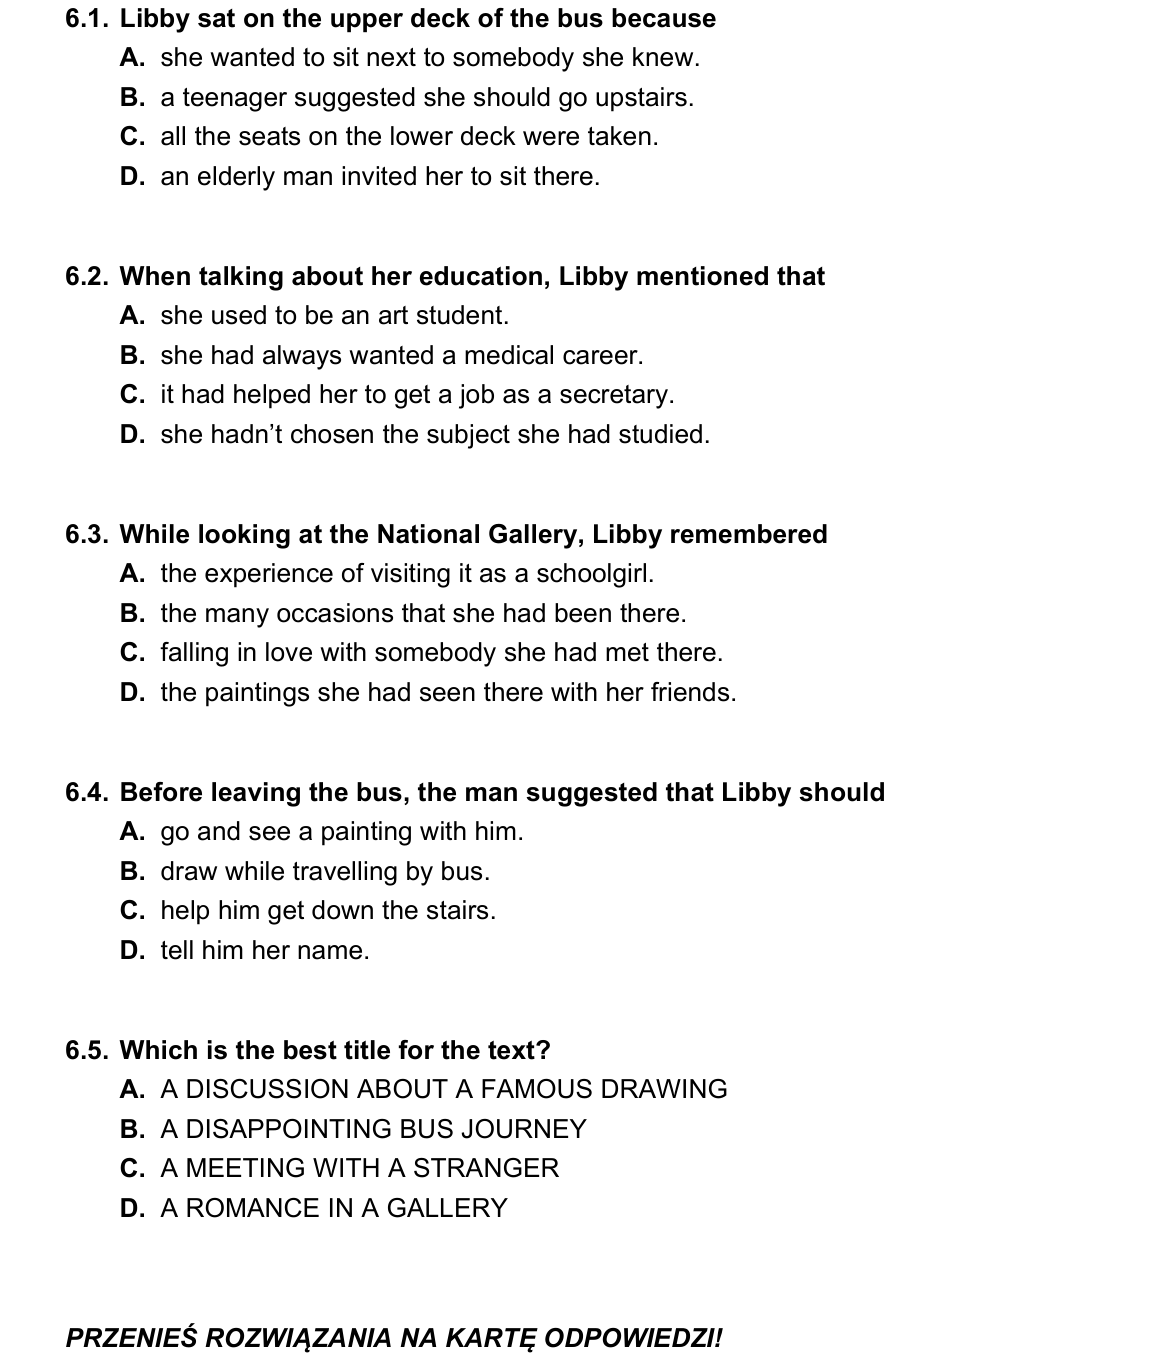 6.1. Libby sat on the upper deck of the bus because
A. she wanted to sit next to somebody she knew.
B. a teenager suggested she should go upstairs.
C. all the seats on the lower deck were taken.
D. an elderly man invited her to sit there.
6.2. When talking about her education, Libby mentioned that
A. she used to be an art student.
B. she had always wanted a medical career.
C. it had helped her to get a job as a secretary.
D. she hadn’t chosen the subject she had studied.
6.3. While looking at the National Gallery, Libby remembered
A. the experience of visiting it as a schoolgirl.
B. the many occasions that she had been there.
C. falling in love with somebody she had met there.
D. the paintings she had seen there with her friends.
6.4. Before leaving the bus, the man suggested that Libby should
A. go and see a painting with him.
B. draw while travelling by bus.
C. help him get down the stairs.
D. tell him her name.
6.5. Which is the best title for the text?
A. A DISCUSSION ABOUT A FAMOUS DRAWING
B. A DISAPPOINTING BUS JOURNEY
C. A MEETING WITH A STRANGER
D. A ROMANCE IN A GALLERY
PRZENIEŚ ROZWIĄZANIA NA KARTĘ ODPOWIEDZI!